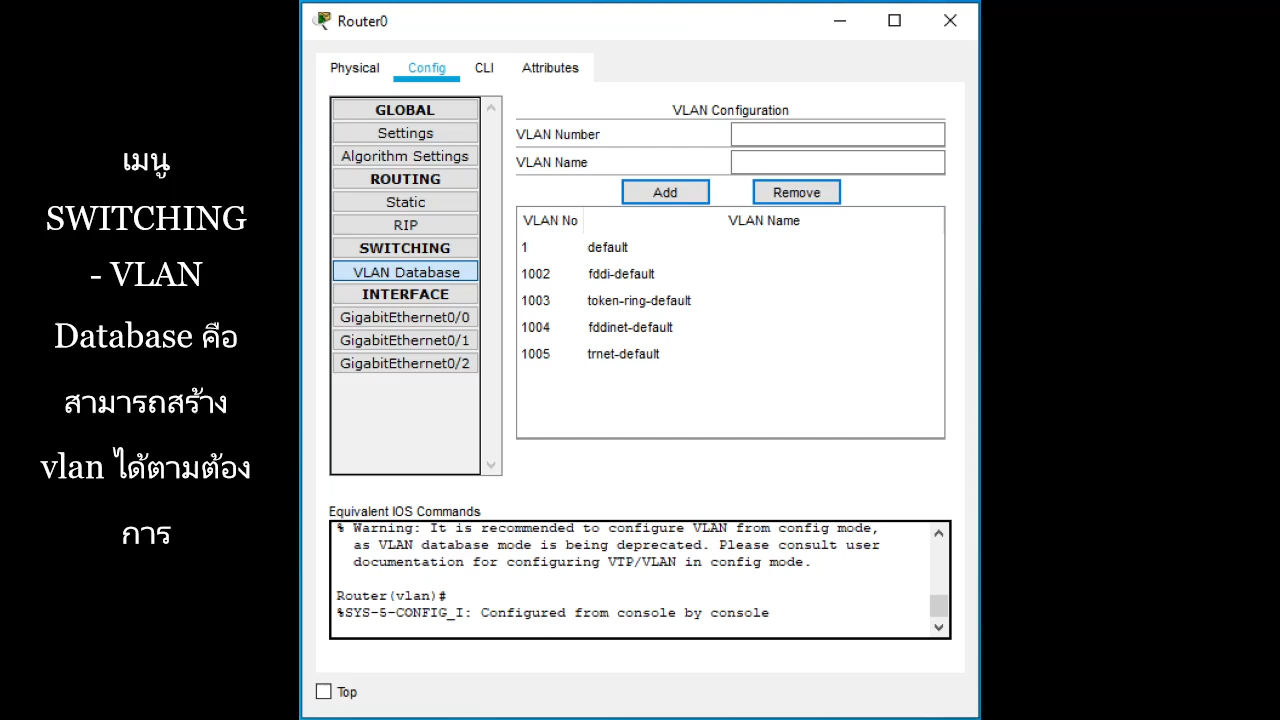 เมนู
SWITCHING
- VLAN
Database คือ
สามารถสร้าง
vlan ได้ตามต้อง
การ
Router0
Physical Config CLI Attributes
GLOBAL
Settings
Algorithm Settings
ROUTING
Static
RIP
SWITCHING
VLAN Database
INTERFACE
GigabitEthernet0/0
GigabitEthernet0/1
GigabitEthernet0/2
VLAN Configuration
VLAN Number
VLAN Name
Add Remove
VLAN No VLAN Name
1 default
1002 fddi-default
1003 token-ring-default
1004 fddinet-default
1005 trnet-default
Equivalent IOS Commands
% Warning: It is recommended to configure VLAN from config mode,
as VLAN database mode is being deprecated. Please consult user
documentation for configuring VTP/VLAN in config mode.
Router(vlan)#
%SYS-5-CONFIG_I: Configured from console by console
Top